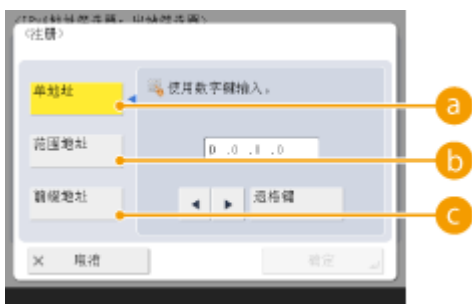 <注册>
单地址
使用数字键输入。
a
范围地址
0 .0 .0 .0
b
前缀地址
退格键
c
× 取消
确定